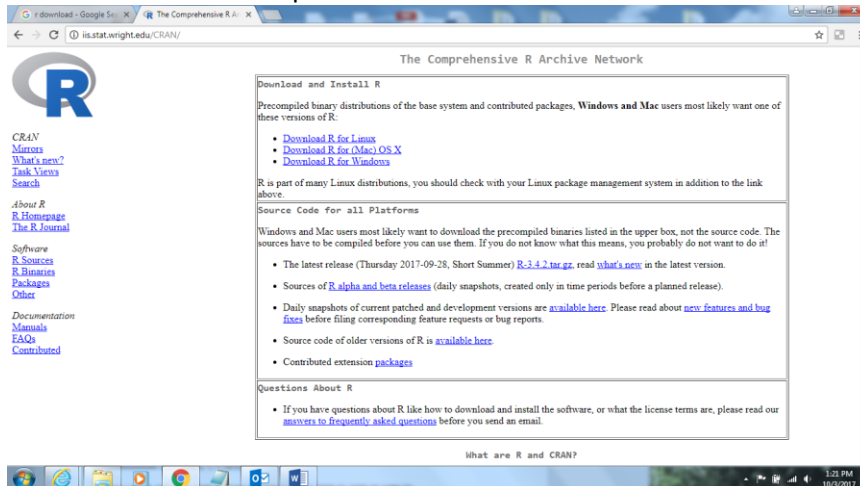 r download - Google Se
The Comprehensive R Ar
iis.stat.wright.edu/CRAN/
R
CRAN
Mirrors
What's new?
Task Views
Search
About R
R Homepage
The R Journal
Software
R Sources
R Binaries
Packages
Other
Documentation
Manuals
FAQs
Contributed
The Comprehensive R Archive Network
Download and Install R
Precompiled binary distributions of the base system and contributed packages, Windows and Mac users most likely want one of
these versions of R:
• Download R for Linux
• Download R for (Mac) OS X
• Download R for Windows
R is part of many Linux distributions, you should check with your Linux package management system in addition to the link
above.
Source Code for all Platforms
Windows and Mac users most likely want to download the precompiled binaries listed in the upper box, not the source code. The
sources have to be compiled before you can use them. If you do not know what this means, you probably do not want to do it!
• The latest release (Thursday 2017-09-28, Short Summer) R-3.4.2.tar.gz, read what's new in the latest version.
• Sources of R alpha and beta releases (daily snapshots, created only in time periods before a planned release).
• Daily snapshots of current patched and development versions are available here. Please read about new features and bug
fixes before filing corresponding feature requests or bug reports.
• Source code of older versions of R is available here.
• Contributed extension packages
Questions About R
• If you have questions about R like how to download and install the software, or what the license terms are, please read our
answers to frequently asked questions before you send an email.
What are R and CRAN?
1:21 PM
10/3/2017